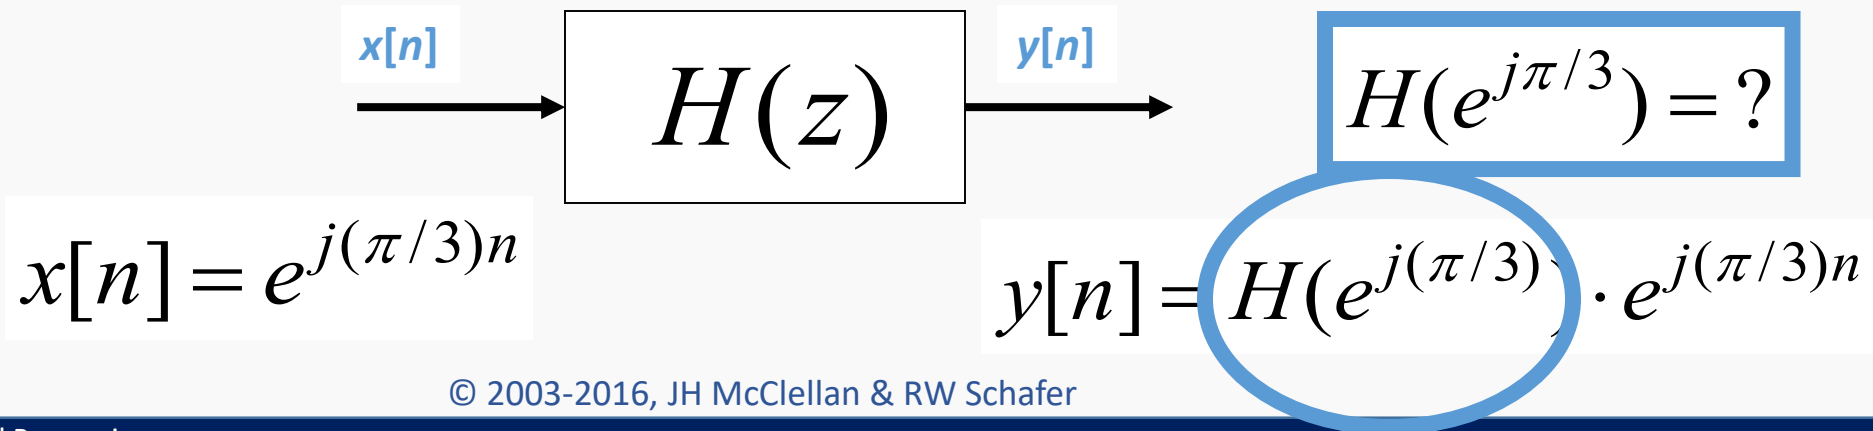 x[n]
H(z)
y[n]
H(e^{jπ/3}) = ?
x[n] = e^{j(π/3)n}
y[n] = H(e^{j(π/3)}) · e^{j(π/3)n}
© 2003-2016, JH McClellan & RW Schafer